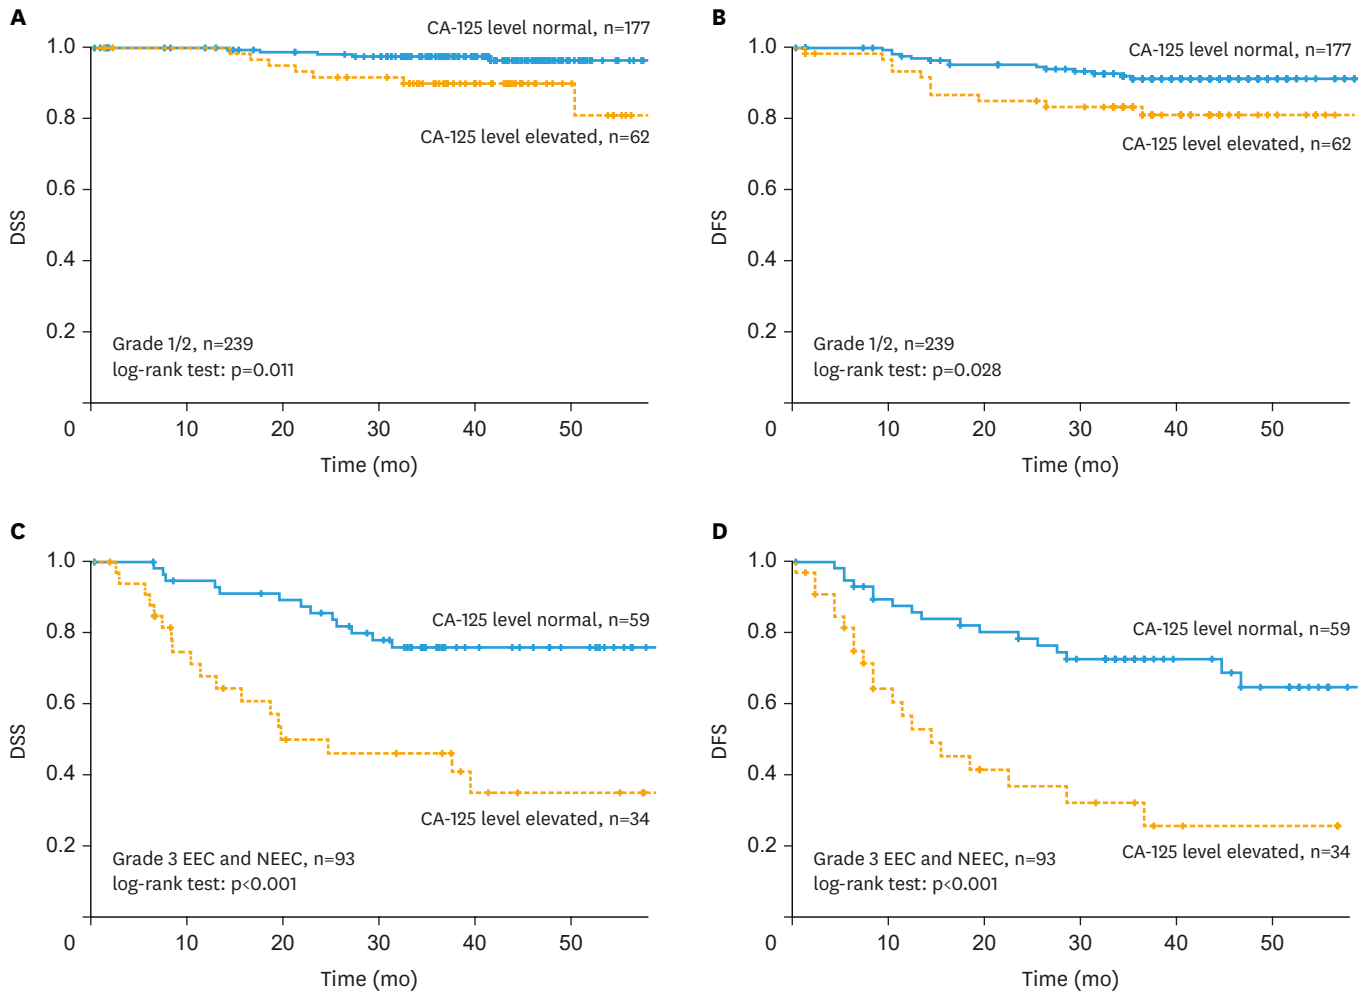 A
CA-125 level normal, n=177
1.0
0.8
0.6
0.4
0.2
DSS
CA-125 level elevated, n=62
Grade 1/2, n=239
log-rank test: p=0.011
0 10 20 30 40 50
Time (mo)
B
CA-125 level normal, n=177
1.0
0.8
0.6
0.4
0.2
DFS
CA-125 level elevated, n=62
Grade 1/2, n=239
log-rank test: p=0.028
0 10 20 30 40 50
Time (mo)
C
1.0
0.8
0.6
0.4
0.2
DSS
CA-125 level normal, n=59
CA-125 level elevated, n=34
Grade 3 EEC and NEEC, n=93
log-rank test: p<0.001
0 10 20 30 40 50
Time (mo)
D
1.0
0.8
0.6
0.4
0.2
DFS
CA-125 level normal, n=59
CA-125 level elevated, n=34
Grade 3 EEC and NEEC, n=93
log-rank test: p<0.001
0 10 20 30 40 50
Time (mo)